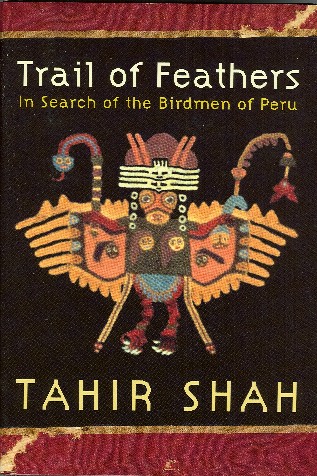 Trail of Feathers
In Search of the Birdmen of Peru
TAHIR SHAH